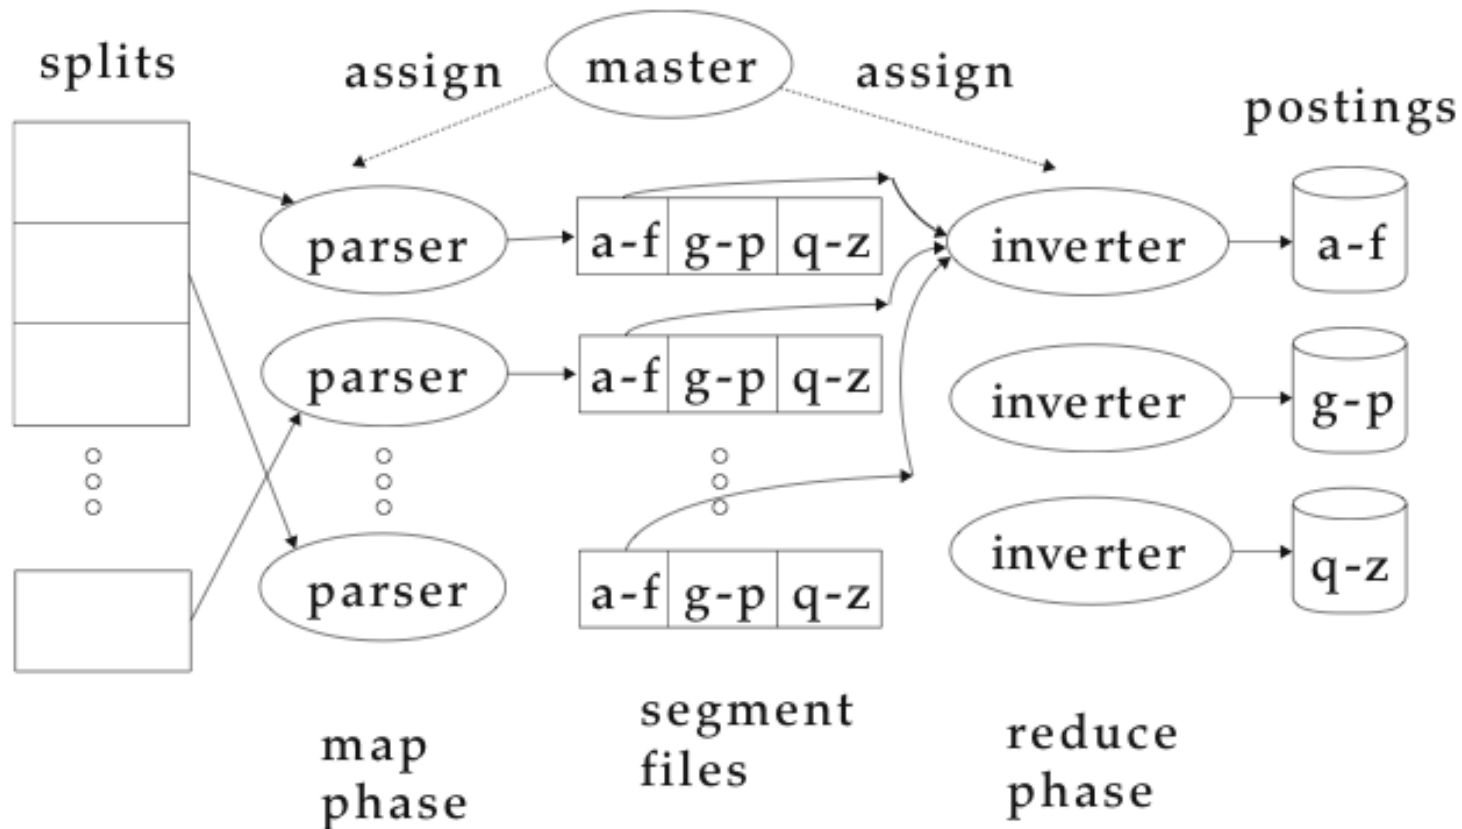 splits
assign
master
assign
postings
parser
a-f g-p q-z
inverter
a-f
parser
a-f g-p q-z
inverter
g-p
parser
a-f g-p q-z
inverter
q-z
map
phase
segment
files
reduce
phase